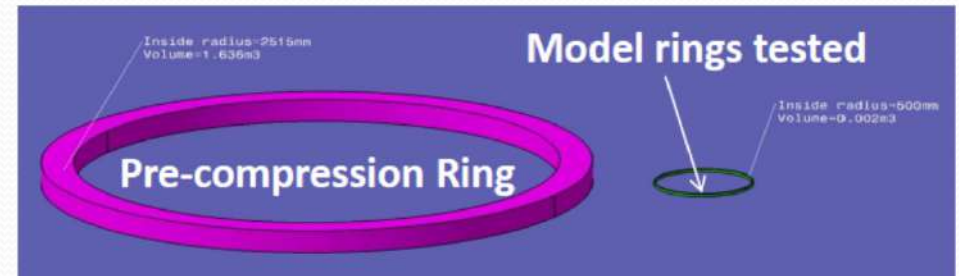 Inside radius=2515mm
Volume=1.636m3
Model rings tested
Inside radius=500mm
Volume=0.002m3
Pre-compression Ring